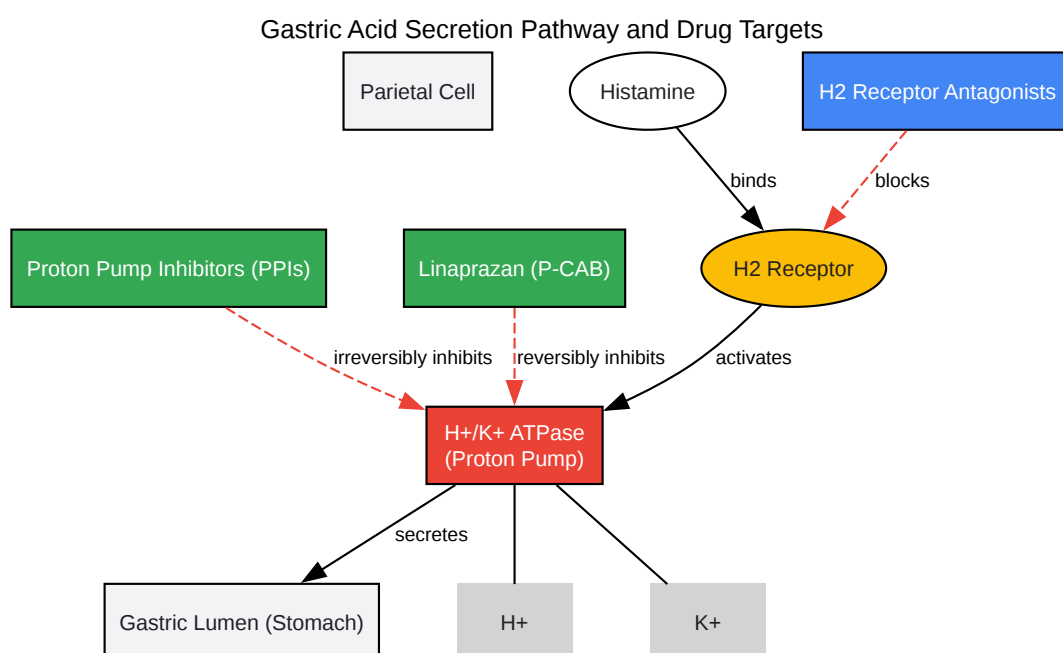 Gastric Acid Secretion Pathway and Drug Targets
Parietal Cell
Histamine
H2 Receptor Antagonists
binds
blocks
Proton Pump Inhibitors (PPIs)
Linaprazan (P-CAB)
H2 Receptor
irreversibly inhibits
reversibly inhibits
activates
H+/K+ ATPase
(Proton Pump)
secretes
Gastric Lumen (Stomach)
H+
K+